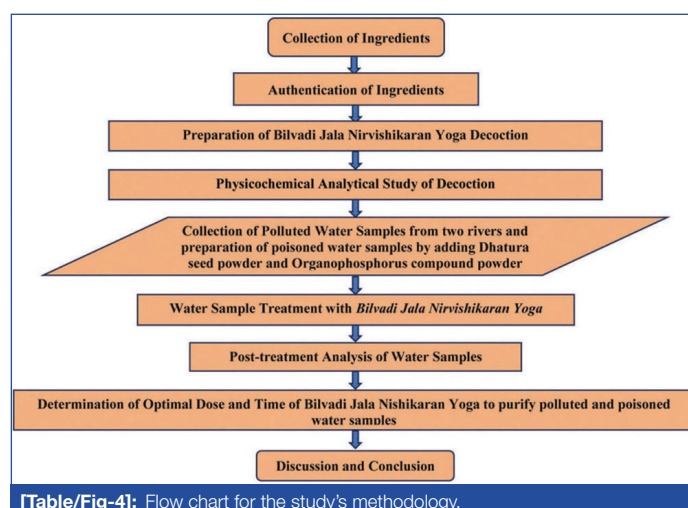 Collection of Ingredients
Authentication of Ingredients
Preparation of Bilvadi Jala Nirvishikaran Yoga Decoction
Physicochemical Analytical Study of Decoction
Collection of Polluted Water Samples from two rivers and
preparation of poisoned water samples by adding Dhatura
seed powder and Organophosphorus compound powder
Water Sample Treatment with Bilvadi Jala Nirvishikaran Yoga
Post-treatment Analysis of Water Samples
Determination of Optimal Dose and Time of Bilvadi Jala Nishikaran Yoga to purify polluted and poisoned
water samples
Discussion and Conclusion
[Table/Fig-4]: Flow chart for the study's methodology.